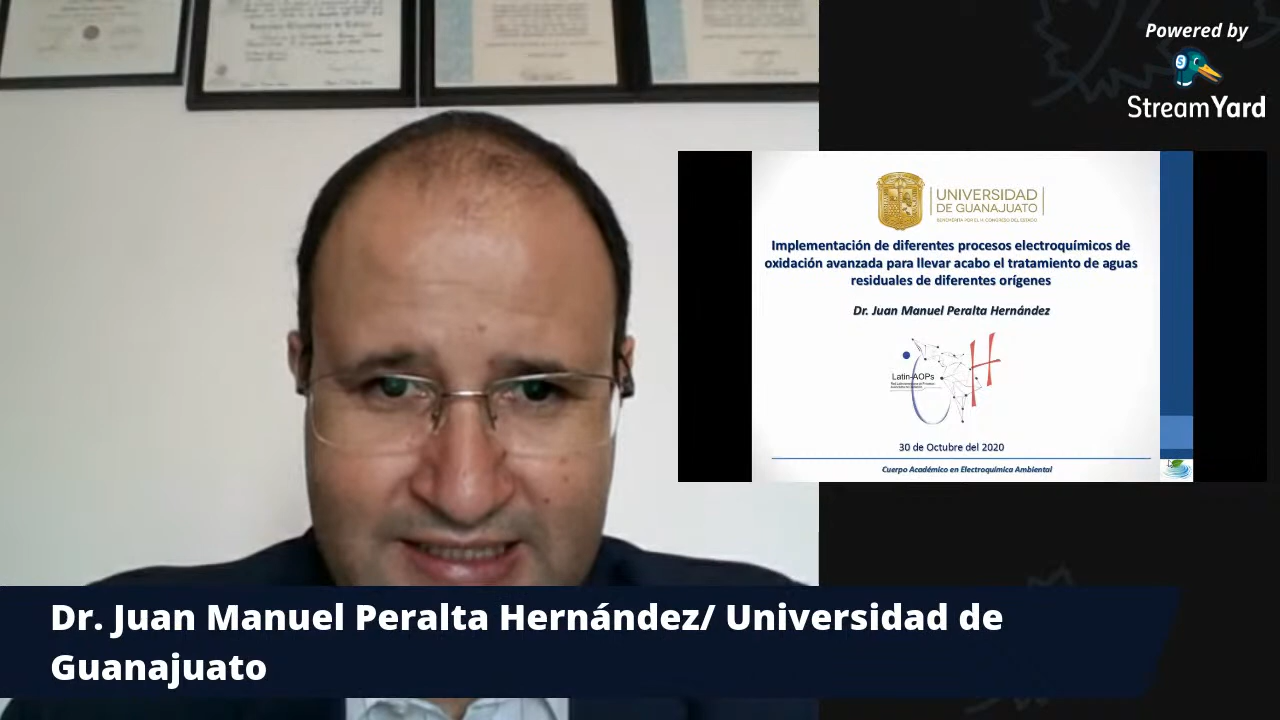 Powered by
StreamYard
UNIVERSIDAD
DE GUANAJUATO
Implementación de diferentes procesos electroquímicos de
oxidación avanzada para llevar acabo el tratamiento de aguas
residuales de diferentes orígenes
Dr. Juan Manuel Peralta Hernández
Latin-AOPs
30 de Octubre del 2020
Cuerpo Académico en Electroquímica Ambiental
Dr. Juan Manuel Peralta Hernández/ Universidad de
Guanajuato